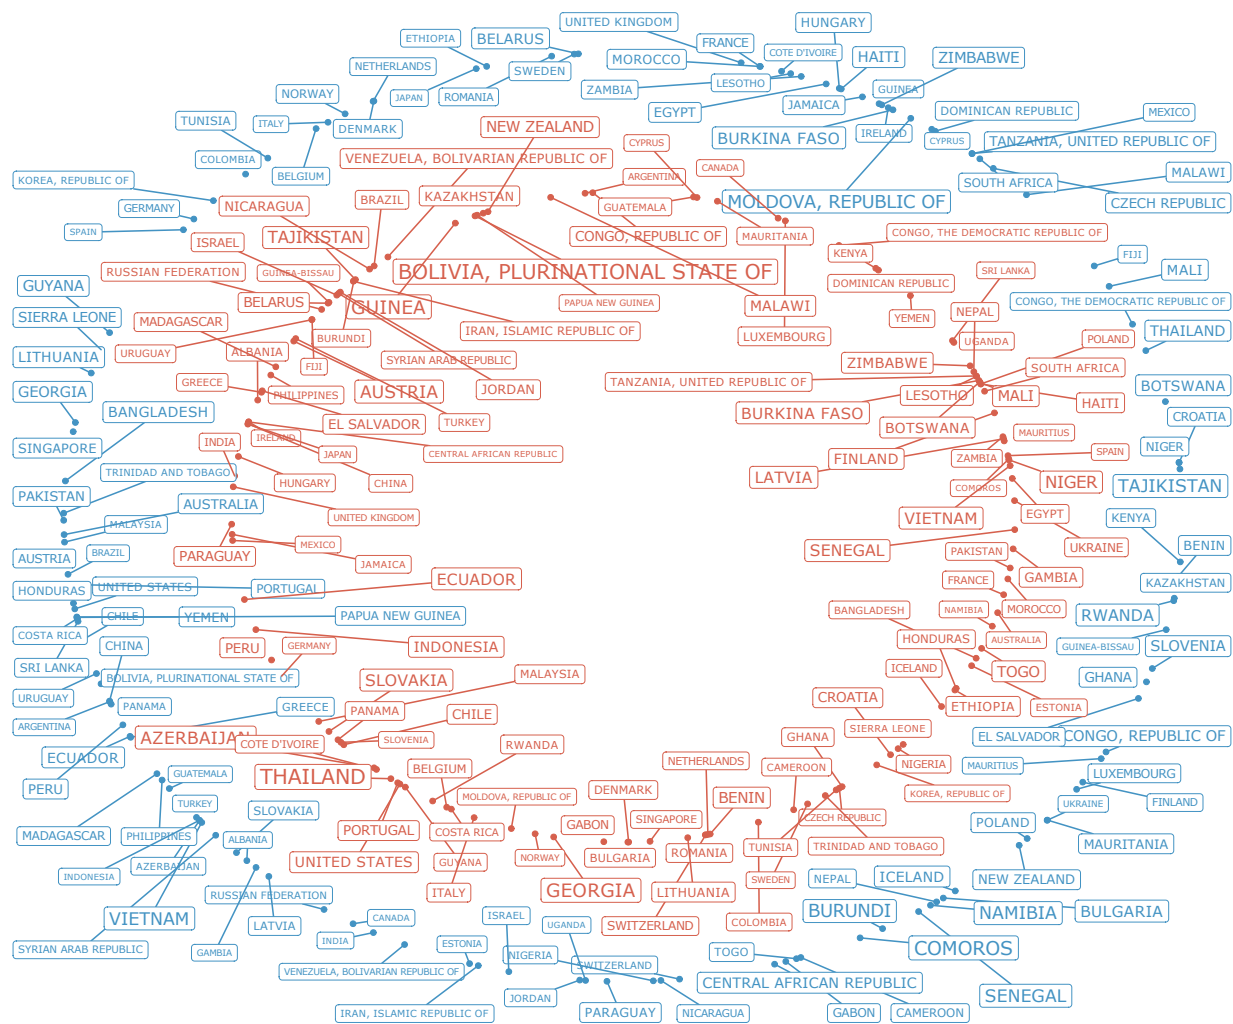 UNITED KINGDOM
HUNGARY
ETHIOPIA
BELARUS
FRANCE
COTE D'IVOIRE
HAITI
ZIMBABWE
MOROCCO
NETHERLANDS
SWEDEN
LESOTHO
ZAMBIA
GUINEA
NORWAY
JAPAN
ROMANIA
EGYPT
JAMAICA
DOMINICAN REPUBLIC
MEXICO
TUNISIA
ITALY
DENMARK
NEW ZEALAND
BURKINA FASO
IRELAND
CYPRUS
TANZANIA, UNITED REPUBLIC OF
COLOMBIA
VENEZUELA, BOLIVARIAN REPUBLIC OF
CYPRUS
CANADA
BELGIUM
KOREA, REPUBLIC OF
ARGENTINA
SOUTH AFRICA
MALAWI
KAZAKHSTAN
BRAZIL
GERMANY
NICARAGUA
GUATEMALA
MOLDOVA, REPUBLIC OF
CZECH REPUBLIC
SPAIN
ISRAEL
TAJIKISTAN
CONGO, REPUBLIC OF
MAURITANIA
CONGO, THE DEMOCRATIC REPUBLIC OF
KENYA
FIJI
RUSSIAN FEDERATION
GUINEA-BISSAU
BOLIVIA, PLURINATIONAL STATE OF
SRI LANKA
MALI
GUYANA
DOMINICAN REPUBLIC
BELARUS
GUINEA
PAPUA NEW GUINEA
MALAWI
CONGO, THE DEMOCRATIC REPUBLIC OF
SIERRA LEONE
MADAGASCAR
YEMEN
NEPAL
IRAN, ISLAMIC REPUBLIC OF
LUXEMBOURG
THAILAND
BURUNDI
UGANDA
POLAND
LITHUANIA
URUGUAY
ALBANIA
SYRIAN ARAB REPUBLIC
FIJI
ZIMBABWE
SOUTH AFRICA
GREECE
TANZANIA, UNITED REPUBLIC OF
BOTSWANA
GEORGIA
PHILIPPINES
AUSTRIA
JORDAN
LESOTHO
MALI
HAITI
BANGLADESH
BURKINA FASO
CROATIA
EL SALVADOR
TURKEY
BOTSWANA
MAURITIUS
SINGAPORE
INDIA
IRELAND
JAPAN
CENTRAL AFRICAN REPUBLIC
FINLAND
ZAMBIA
SPAIN
NIGER
TRINIDAD AND TOBAGO
LATVIA
HUNGARY
CHINA
COMOROS
NIGER
TAJIKISTAN
PAKISTAN
AUSTRALIA
UNITED KINGDOM
VIETNAM
EGYPT
KENYA
MALAYSIA
MEXICO
SENEGAL
UKRAINE
BENIN
AUSTRIA
BRAZIL
PARAGUAY
JAMAICA
PAKISTAN
GAMBIA
HONDURAS
UNITED STATES
PORTUGAL
ECUADOR
FRANCE
KAZAKHSTAN
CHILE
YEMEN
PAPUA NEW GUINEA
BANGLADESH
NAMIBIA
MOROCCO
RWANDA
COSTA RICA
CHINA
PERU
GERMANY
INDONESIA
HONDURAS
AUSTRALIA
GUINEA-BISSAU
SLOVENIA
SRI LANKA
BOLIVIA, PLURINATIONAL STATE OF
SLOVAKIA
MALAYSIA
ICELAND
TOGO
GHANA
URUGUAY
PANAMA
GREECE
PANAMA
CHILE
CROATIA
ETHIOPIA
ESTONIA
ARGENTINA
AZERBAIJAN
COTE D'IVOIRE
SLOVENIA
RWANDA
GHANA
SIERRA LEONE
EL SALVADOR
CONGO, REPUBLIC OF
ECUADOR
THAILAND
BELGIUM
NETHERLANDS
CAMEROON
NIGERIA
MAURITIUS
LUXEMBOURG
PERU
GUATEMALA
DENMARK
BENIN
KOREA, REPUBLIC OF
TURKEY
SLOVAKIA
MOLDOVA, REPUBLIC OF
UKRAINE
FINLAND
MADAGASCAR
PHILIPPINES
ALBANIA
PORTUGAL
COSTA RICA
GABON
SINGAPORE
CZECH REPUBLIC
POLAND
MAURITANIA
INDONESIA
AZERBAIJAN
UNITED STATES
GUYANA
NORWAY
BULGARIA
ROMANIA
TUNISIA
TRINIDAD AND TOBAGO
NEPAL
ICELAND
NEW ZEALAND
RUSSIAN FEDERATION
ITALY
GEORGIA
LITHUANIA
SWEDEN
VIETNAM
LATVIA
CANADA
ISRAEL
UGANDA
SWITZERLAND
COLOMBIA
BURUNDI
NAMIBIA
BULGARIA
SYRIAN ARAB REPUBLIC
GAMBIA
INDIA
ESTONIA
NIGERIA
TOGO
COMOROS
VENEZUELA, BOLIVARIAN REPUBLIC OF
SWITZERLAND
CENTRAL AFRICAN REPUBLIC
SENEGAL
JORDAN
IRAN, ISLAMIC REPUBLIC OF
PARAGUAY
NICARAGUA
GABON
CAMEROON